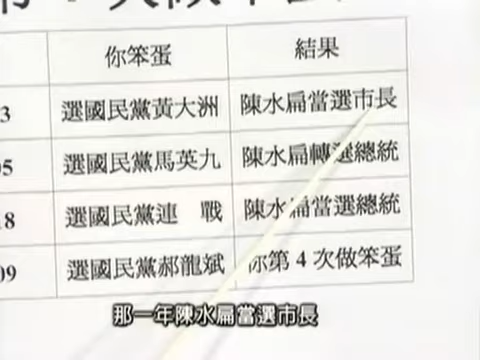 你笨蛋 結果
3 選國民黨黃大洲 陳水扁當選市長
05 選國民黨馬英九 陳水扁轉選總統
18 選國民黨連 戰 陳水扁當選總統
09 選國民黨郝龍斌 你第4次做笨蛋
那一年陳水扁當選市長